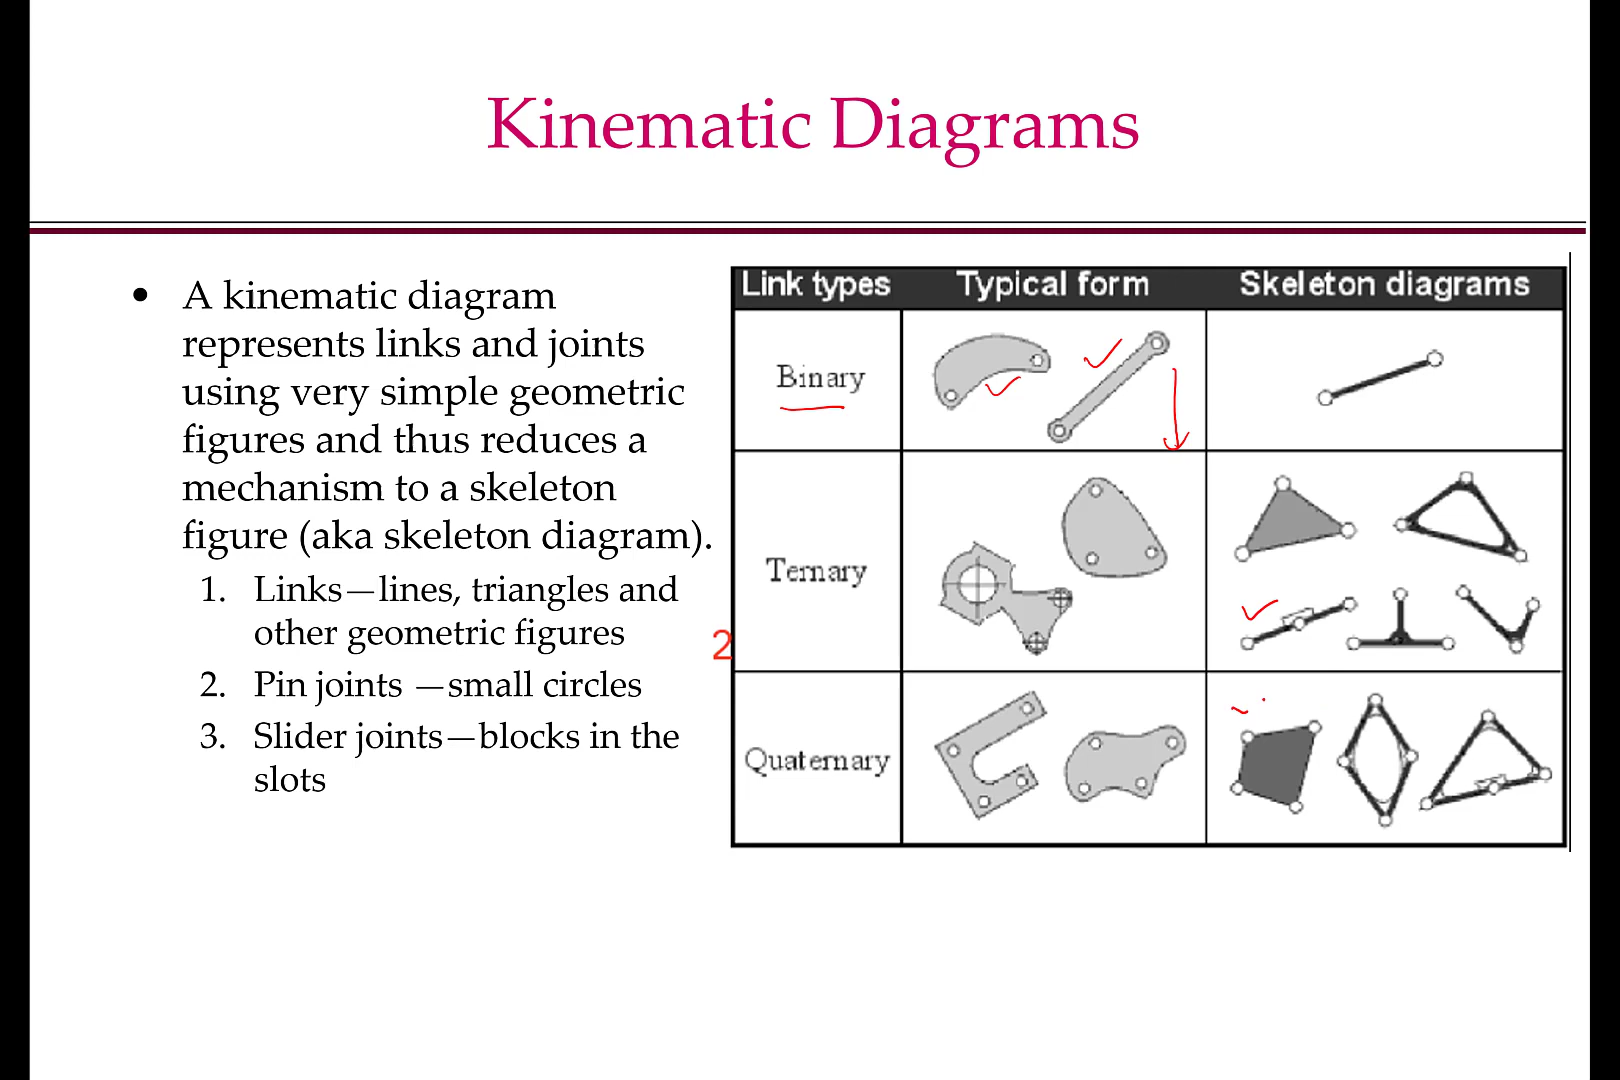 Kinematic Diagrams
• A kinematic diagram
represents links and joints
using very simple geometric
figures and thus reduces a
mechanism to a skeleton
figure (aka skeleton diagram).
1. Links—lines, triangles and
other geometric figures
2. Pin joints —small circles
3. Slider joints—blocks in the
slots
2
Link types Typical form Skeleton diagrams
Binary
Ternary
Quaternary